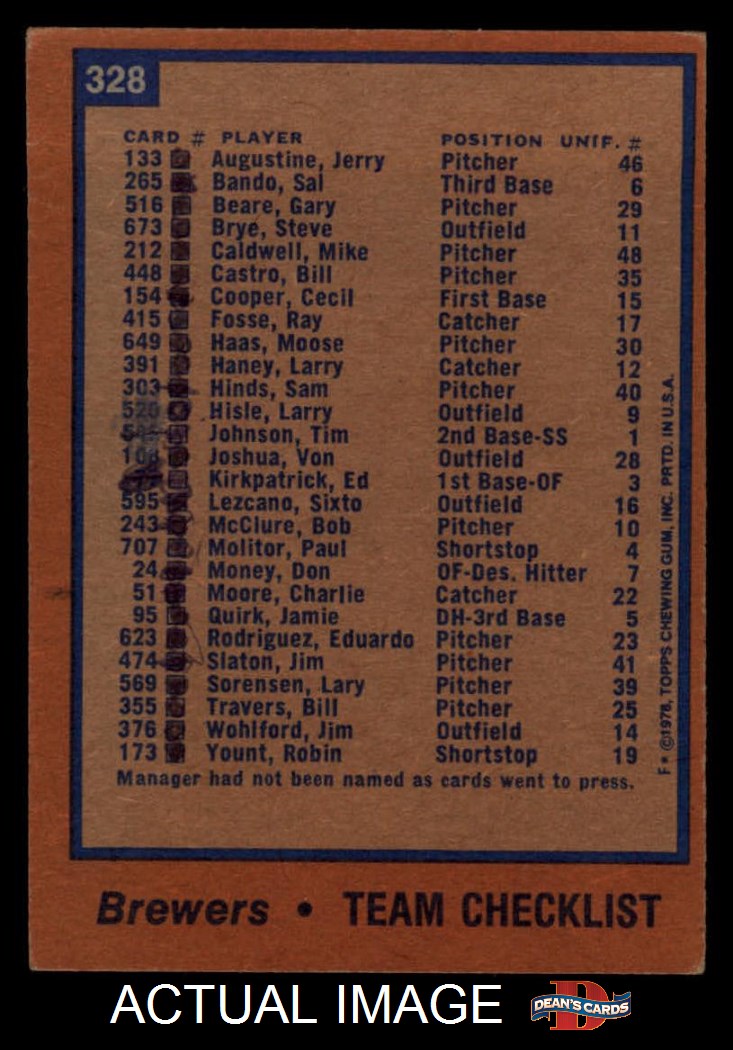 328
CARD # PLAYER POSITION UNIF. #
133 Augustine, Jerry Pitcher 46
265 Bando, Sal Third Base 6
516 Beare, Gary Pitcher 29
673 Brye, Steve Outfield 11
212 Caldwell, Mike Pitcher 48
448 Castro, Bill Pitcher 35
154 Cooper, Cecil First Base 15
415 Fosse, Ray Catcher 17
649 Haas, Moose Pitcher 30
391 Haney, Larry Catcher 12
303 Hinds, Sam Pitcher 40
520 Hisle, Larry Outfield 9
Johnson, Tim 2nd Base-SS 1
108 Joshua, Von Outfield 28
Kirkpatrick, Ed 1st Base-OF 3
595 Lezcano, Sixto Outfield 16
243 McClure, Bob Pitcher 10
707 Molitor, Paul Shortstop 4
24 Money, Don OF-Des. Hitter 7
51 Moore, Charlie Catcher 22
95 Quirk, Jamie DH-3rd Base 5
623 Rodriguez, Eduardo Pitcher 23
474 Slaton, Jim Pitcher 41
569 Sorensen, Lary Pitcher 39
355 Travers, Bill Pitcher 25
376 Wohlford, Jim Outfield 14
173 Yount, Robin Shortstop 19
Manager had not been named as cards went to press.
F* ©1978, TOPPS CHEWING GUM, INC. PRTD. IN U.S.A.
Brewers • TEAM CHECKLIST
ACTUAL IMAGE
D
DEAN'S CARDS